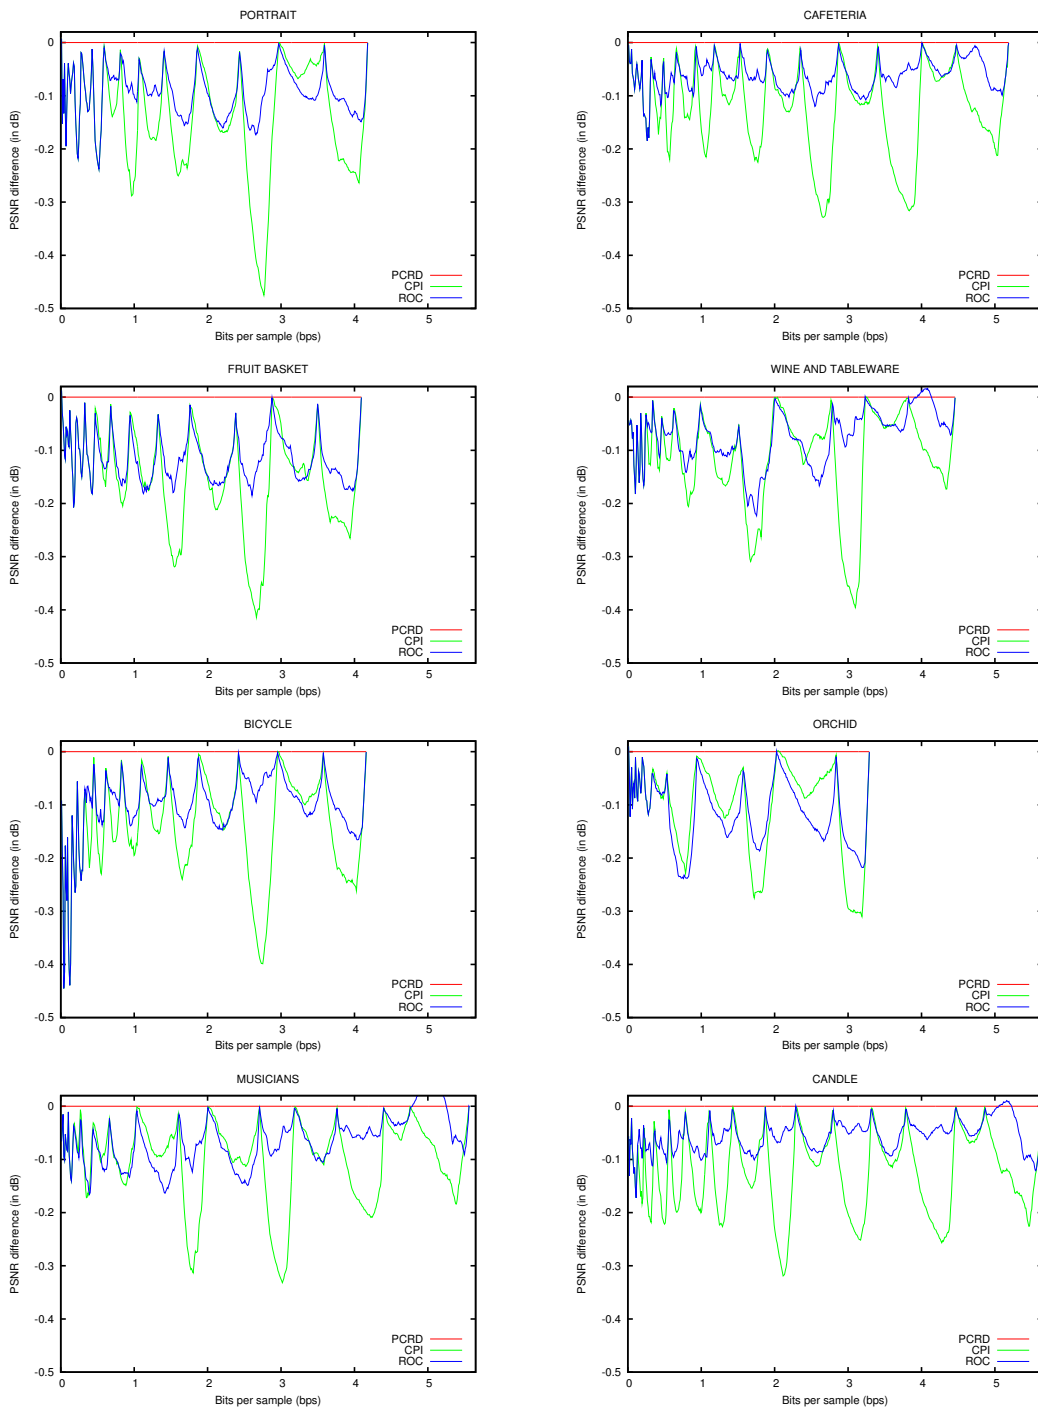 PORTRAIT
0
-0.1
-0.2
-0.3
-0.4
-0.5
PSNR difference (in dB)
PCRD
CPI
ROC
0 1 2 3 4 5
Bits per sample (bps)
CAFETERIA
0
-0.1
-0.2
-0.3
-0.4
-0.5
PSNR difference (in dB)
PCRD
CPI
ROC
0 1 2 3 4 5
Bits per sample (bps)
FRUIT BASKET
0
-0.1
-0.2
-0.3
-0.4
-0.5
PSNR difference (in dB)
PCRD
CPI
ROC
0 1 2 3 4 5
Bits per sample (bps)
WINE AND TABLEWARE
0
-0.1
-0.2
-0.3
-0.4
-0.5
PSNR difference (in dB)
PCRD
CPI
ROC
0 1 2 3 4 5
Bits per sample (bps)
BICYCLE
0
-0.1
-0.2
-0.3
-0.4
-0.5
PSNR difference (in dB)
PCRD
CPI
ROC
0 1 2 3 4 5
Bits per sample (bps)
ORCHID
0
-0.1
-0.2
-0.3
-0.4
-0.5
PSNR difference (in dB)
PCRD
CPI
ROC
0 1 2 3 4 5
Bits per sample (bps)
MUSICIANS
0
-0.1
-0.2
-0.3
-0.4
-0.5
PSNR difference (in dB)
PCRD
CPI
ROC
0 1 2 3 4 5
Bits per sample (bps)
CANDLE
0
-0.1
-0.2
-0.3
-0.4
-0.5
PSNR difference (in dB)
PCRD
CPI
ROC
0 1 2 3 4 5
Bits per sample (bps)